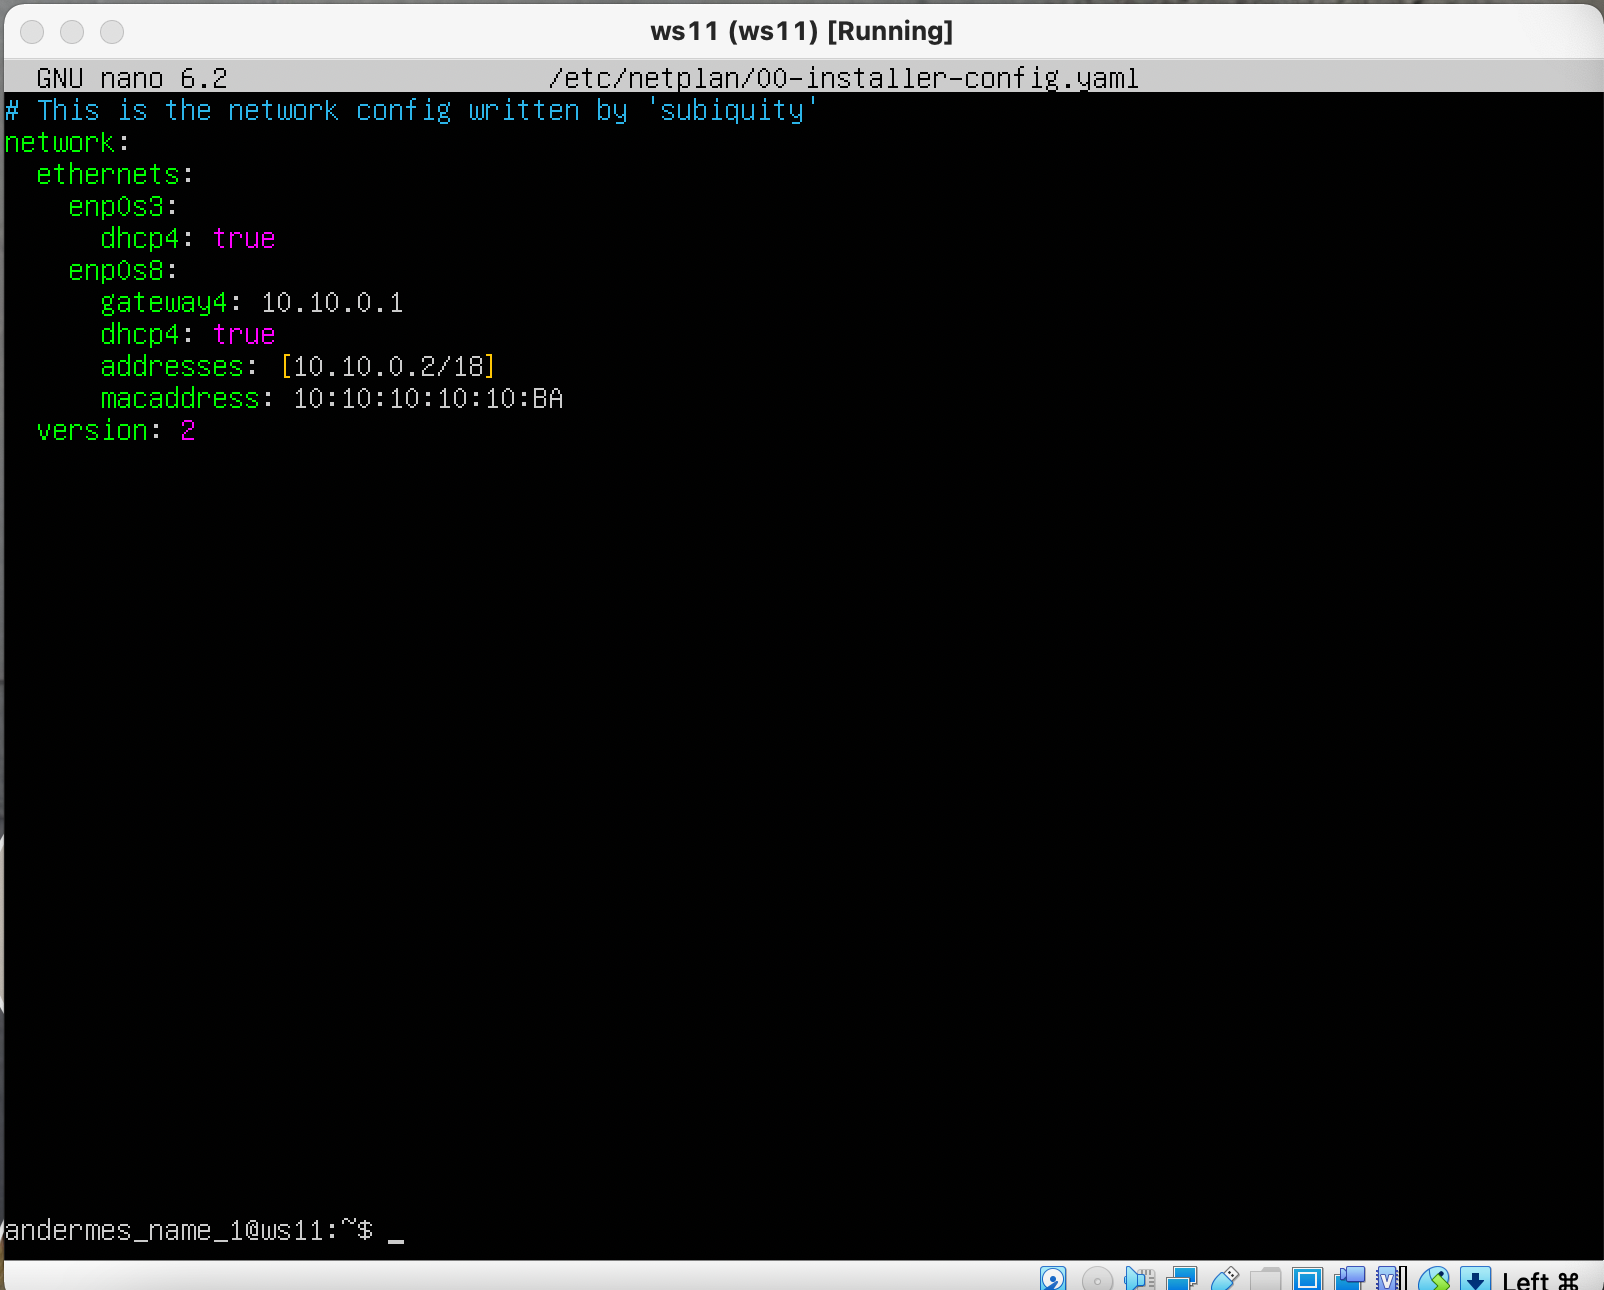 ws11 (ws11) [Running]
GNU nano 6.2 /etc/netplan/00-installer-config.yaml
# This is the network config written by 'subiquity'
network:
  ethernets:
    enp0s3:
      dhcp4: true
    enp0s8:
      gateway4: 10.10.0.1
      dhcp4: true
      addresses: [10.10.0.2/18]
      macaddress: 10:10:10:10:10:BA
  version: 2
andermes_name_1@ws11:~$ _
Left ⌘